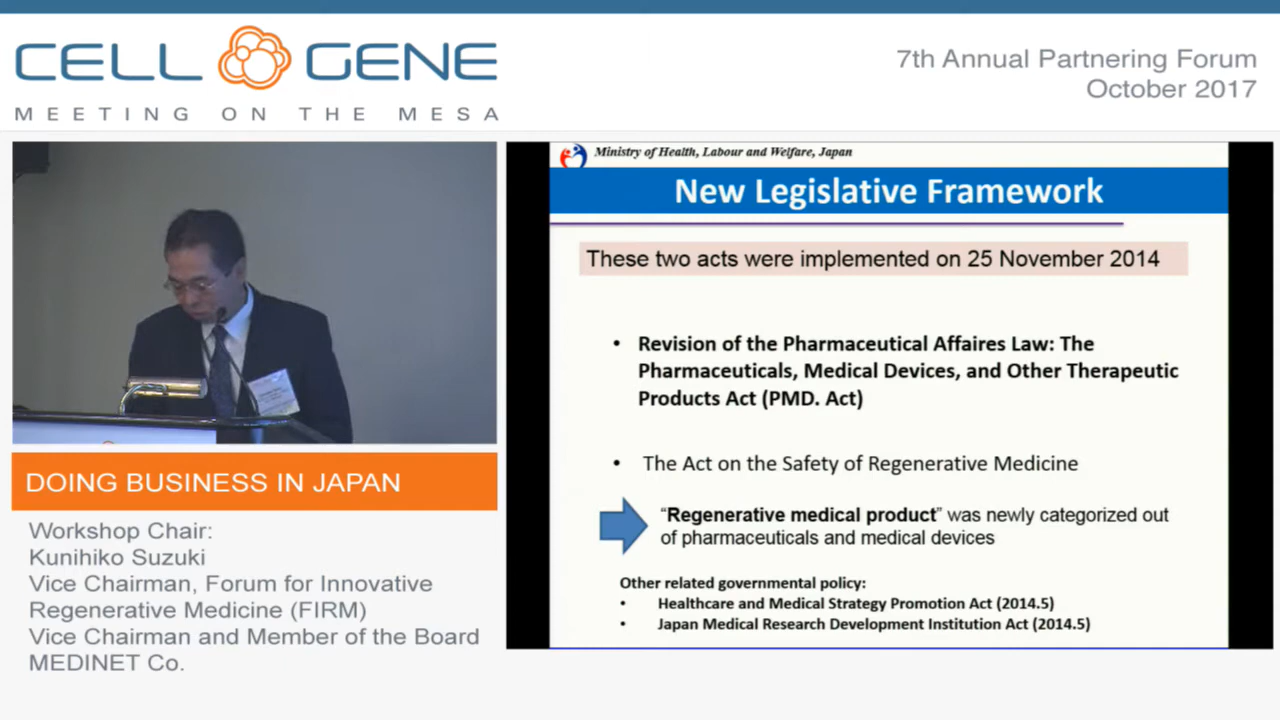 CELL GENE
MEETING ON THE MESA
7th Annual Partnering Forum
October 2017
Ministry of Health, Labour and Welfare, Japan
New Legislative Framework
These two acts were implemented on 25 November 2014
• Revision of the Pharmaceutical Affaires Law: The
Pharmaceuticals, Medical Devices, and Other Therapeutic
Products Act (PMD. Act)
• The Act on the Safety of Regenerative Medicine
“Regenerative medical product” was newly categorized out
of pharmaceuticals and medical devices
Other related governmental policy:
• Healthcare and Medical Strategy Promotion Act (2014.5)
• Japan Medical Research Development Institution Act (2014.5)
DOING BUSINESS IN JAPAN
Workshop Chair:
Kunihiko Suzuki
Vice Chairman, Forum for Innovative
Regenerative Medicine (FIRM)
Vice Chairman and Member of the Board
MEDINET Co.